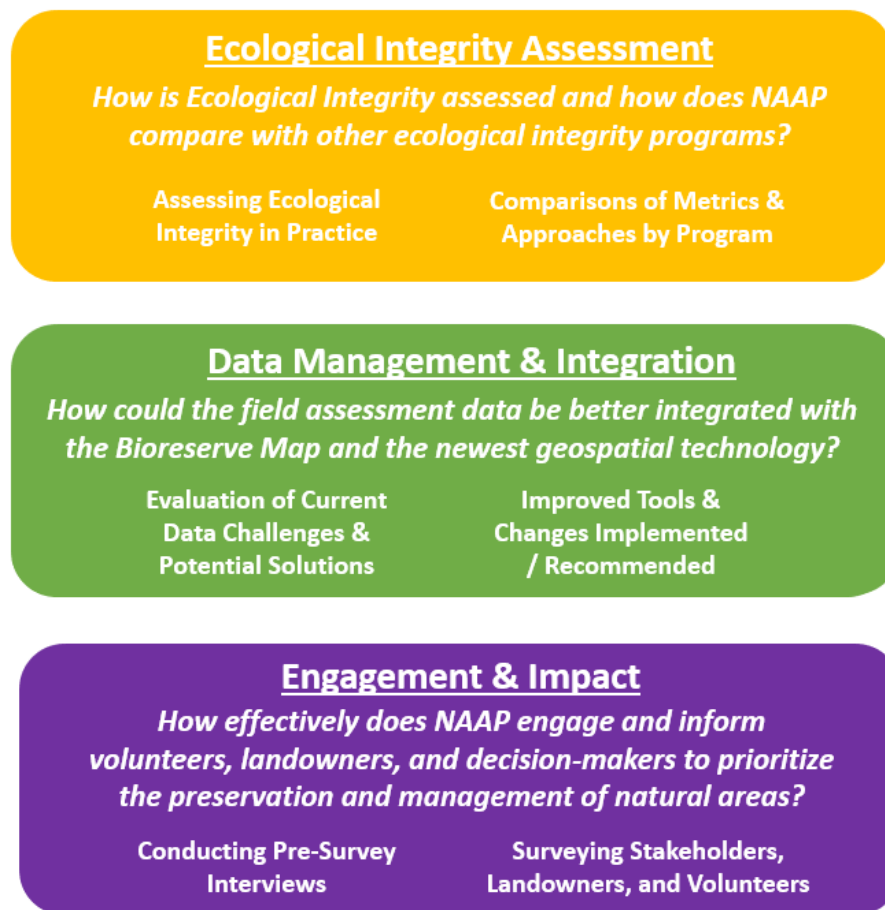 Ecological Integrity Assessment
How is Ecological Integrity assessed and how does NAAP
compare with other ecological integrity programs?
Assessing Ecological
Integrity in Practice
Comparisons of Metrics &
Approaches by Program
Data Management & Integration
How could the field assessment data be better integrated with
the Bioreserve Map and the newest geospatial technology?
Evaluation of Current
Data Challenges &
Potential Solutions
Improved Tools &
Changes Implemented
/ Recommended
Engagement & Impact
How effectively does NAAP engage and inform
volunteers, landowners, and decision-makers to prioritize
the preservation and management of natural areas?
Conducting Pre-Survey
Interviews
Surveying Stakeholders,
Landowners, and Volunteers